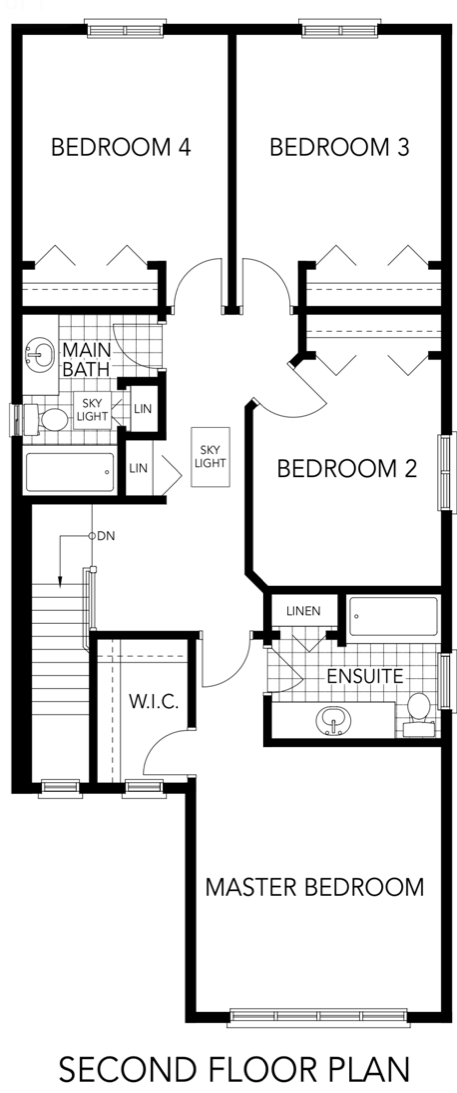 BEDROOM 4
BEDROOM 3
MAIN
BATH
SKY
LIGHT
LIN
LIN
SKY
LIGHT
BEDROOM 2
DN
LINEN
ENSUITE
W.I.C.
MASTER BEDROOM
SECOND FLOOR PLAN